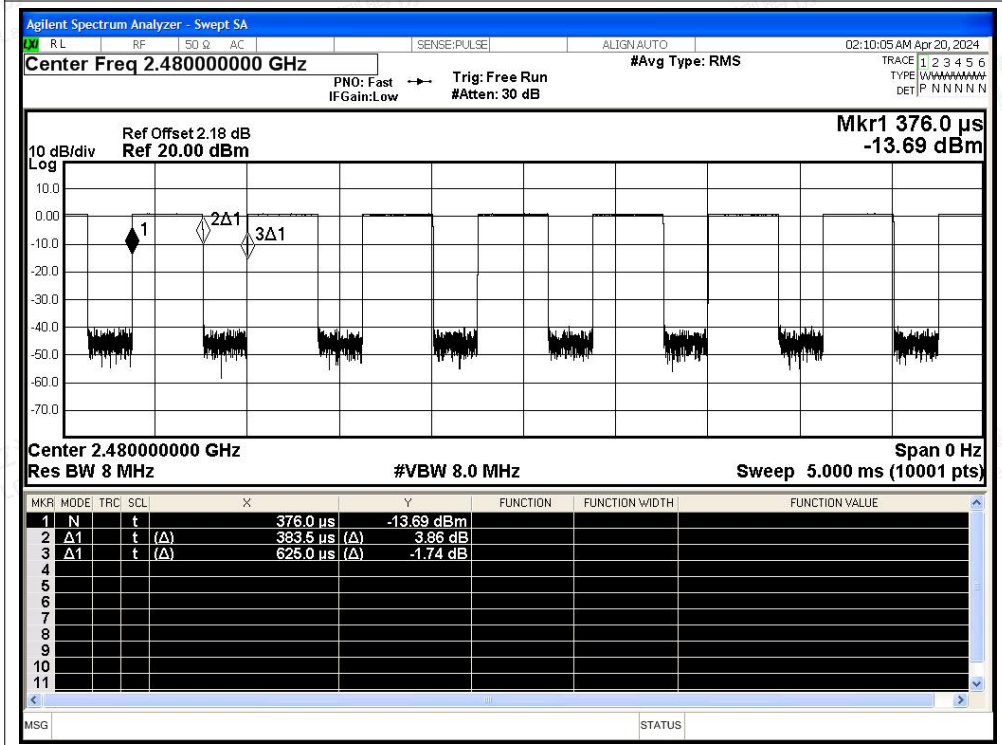 Agilent Spectrum Analyzer - Swept SA
LXI RL RF 50 Ω AC SENSE:PULSE ALIGN AUTO 02:10:05 AM Apr 20, 2024
Center Freq 2.480000000 GHz #Avg Type: RMS TRACE 1 2 3 4 5 6
PNO: Fast Trig: Free Run TYPE WWWWWW
IFGain:Low #Atten: 30 dB DET P N N N N N
Mkr1 376.0 µs
Ref Offset 2.18 dB
10 dB/div Ref 20.00 dBm -13.69 dBm
Log
10.0
0.00
1 2Δ1
3Δ1
-10.0
-20.0
-30.0
-40.0
-50.0
-60.0
-70.0
Center 2.480000000 GHz Span 0 Hz
Res BW 8 MHz #VBW 8.0 MHz Sweep 5.000 ms (10001 pts)
MKR MODE TRC SCL X Y FUNCTION FUNCTION WIDTH FUNCTION VALUE
1 N t 376.0 µs -13.69 dBm
2 Δ1 t (Δ) 383.5 µs (Δ) 3.86 dB
3 Δ1 t (Δ) 625.0 µs (Δ) -1.74 dB
4
5
6
7
8
9
10
11
MSG STATUS